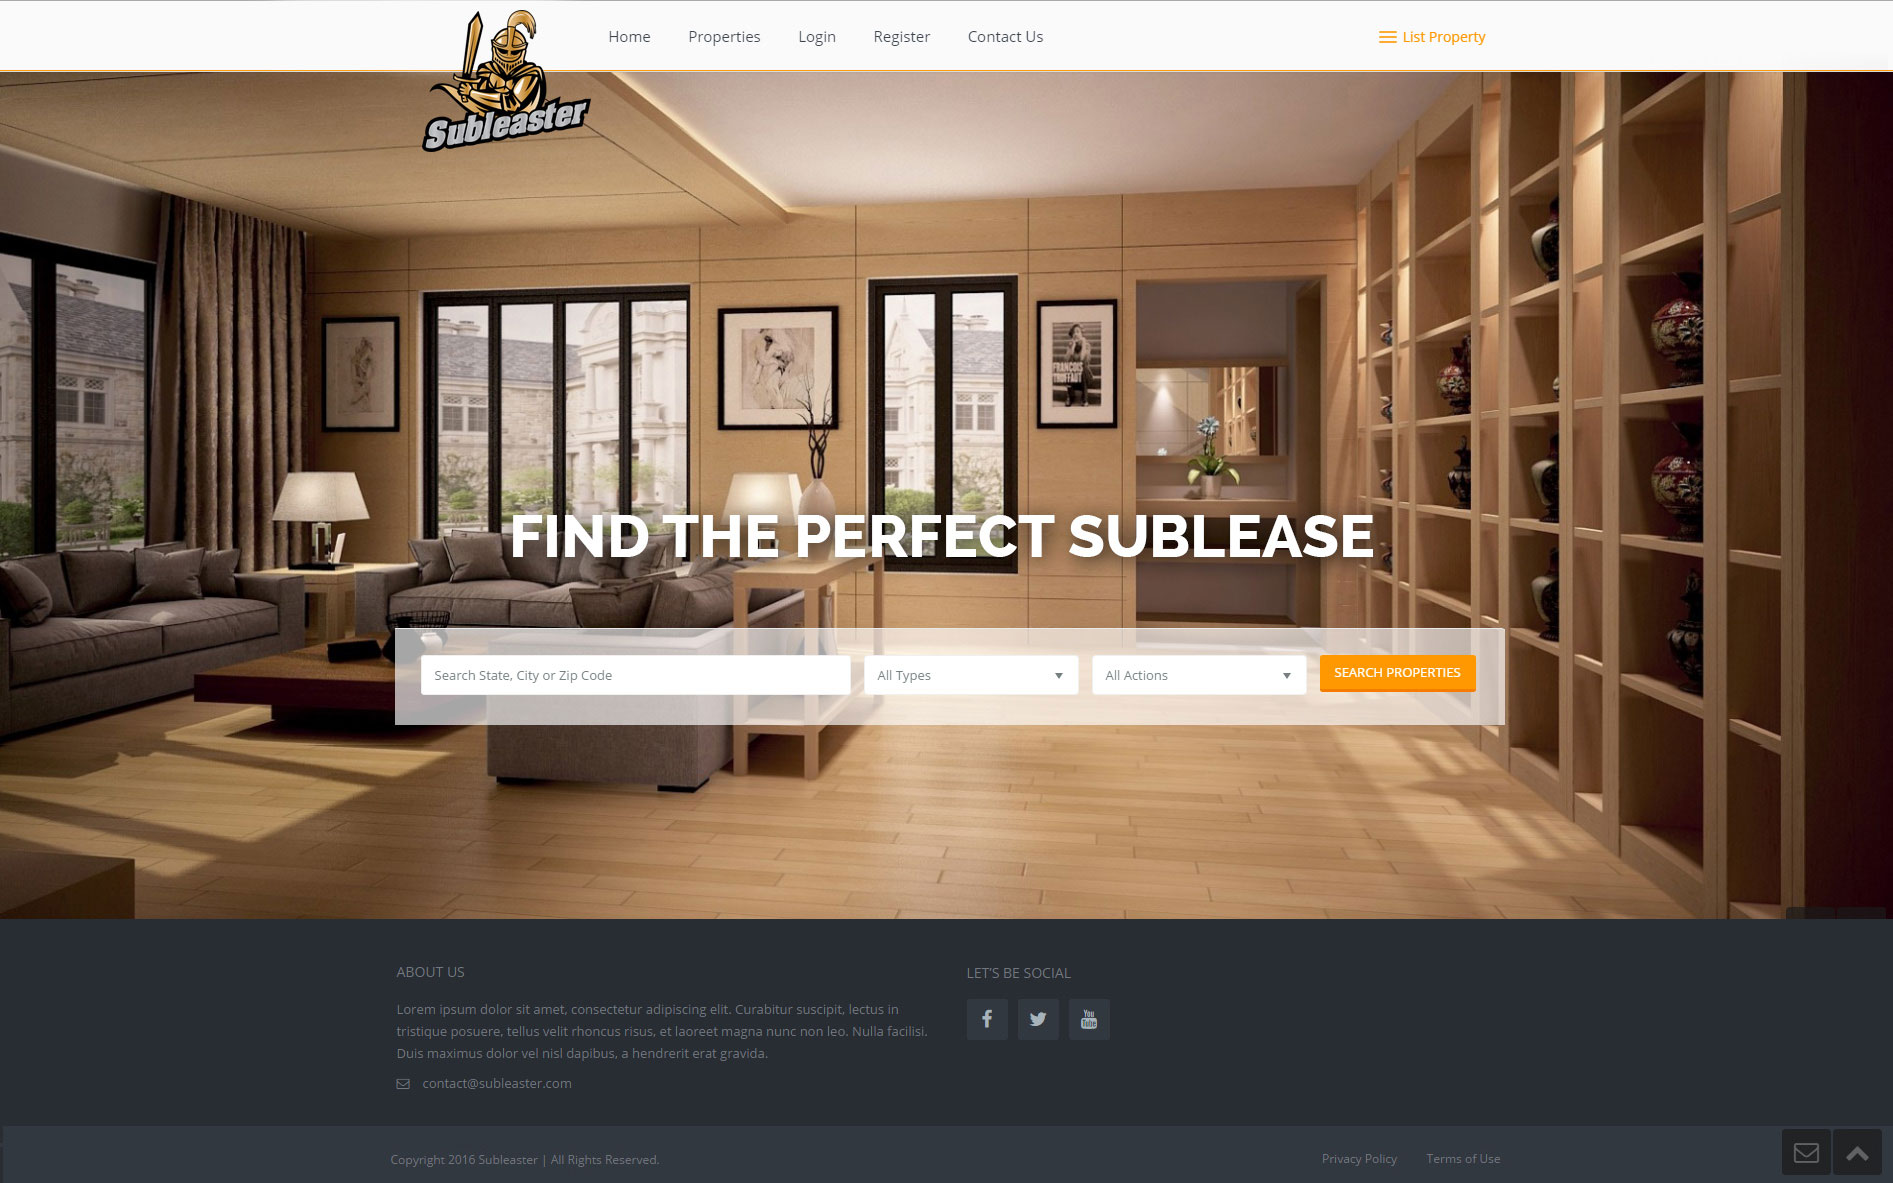 Subleaster
Home
Properties
Login
Register
Contact Us
List Property
FRANCOIS
TRUFFAUT
FIND THE PERFECT SUBLEASE
Search State, City or Zip Code
All Types
All Actions
SEARCH PROPERTIES
ABOUT US
Lorem ipsum dolor sit amet, consectetur adipiscing elit. Curabitur suscipit, lectus in
tristique posuere, tellus velit rhoncus risus, et laoreet magna nunc non leo. Nulla facilisi.
Duis maximus dolor vel nisl dapibus, a hendrerit erat gravida.
contact@subleaster.com
LET'S BE SOCIAL
You
Tube
Copyright 2016 Subleaster | All Rights Reserved.
Privacy Policy
Terms of Use